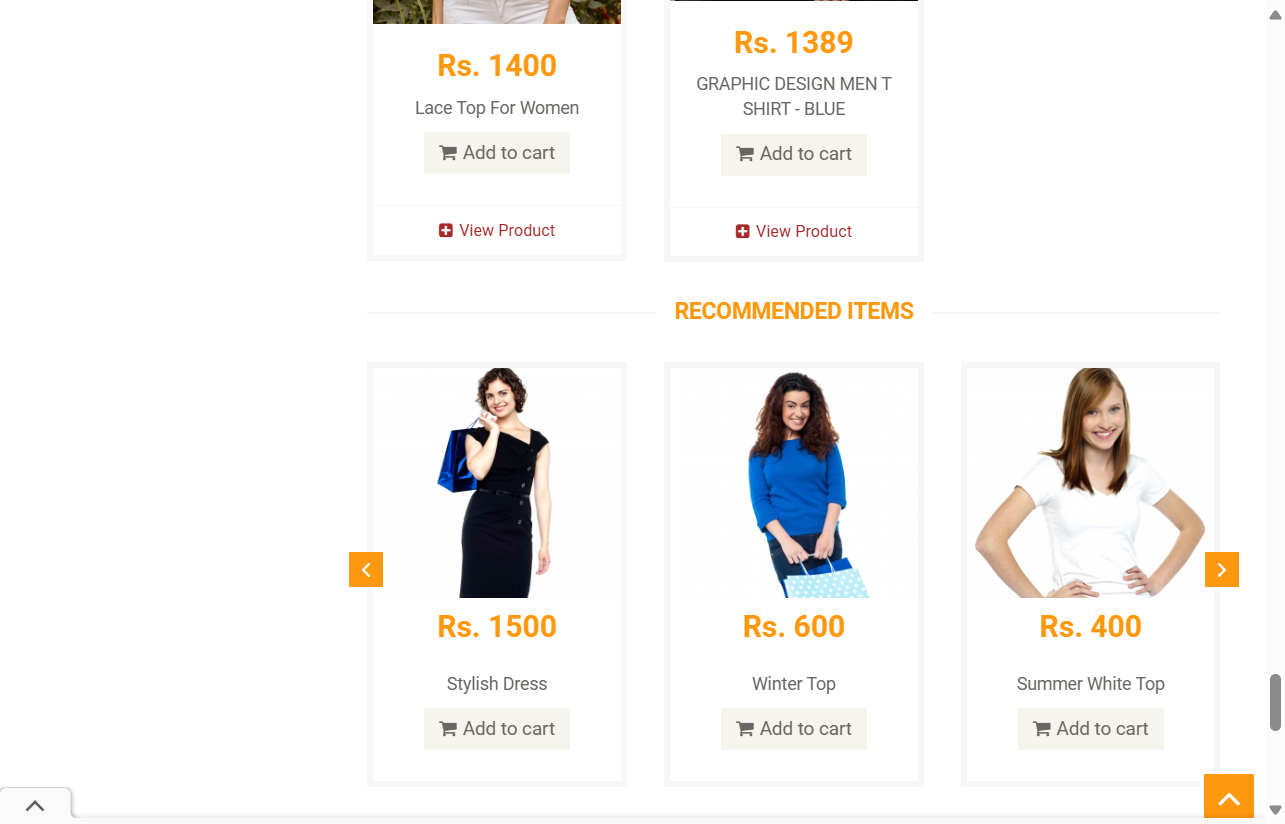 Rs. 1400
Lace Top For Women
Add to cart
View Product
Rs. 1389
GRAPHIC DESIGN MEN T
SHIRT - BLUE
Add to cart
View Product
RECOMMENDED ITEMS
Rs. 1500
Stylish Dress
Add to cart
Rs. 600
Winter Top
Add to cart
Rs. 400
Summer White Top
Add to cart